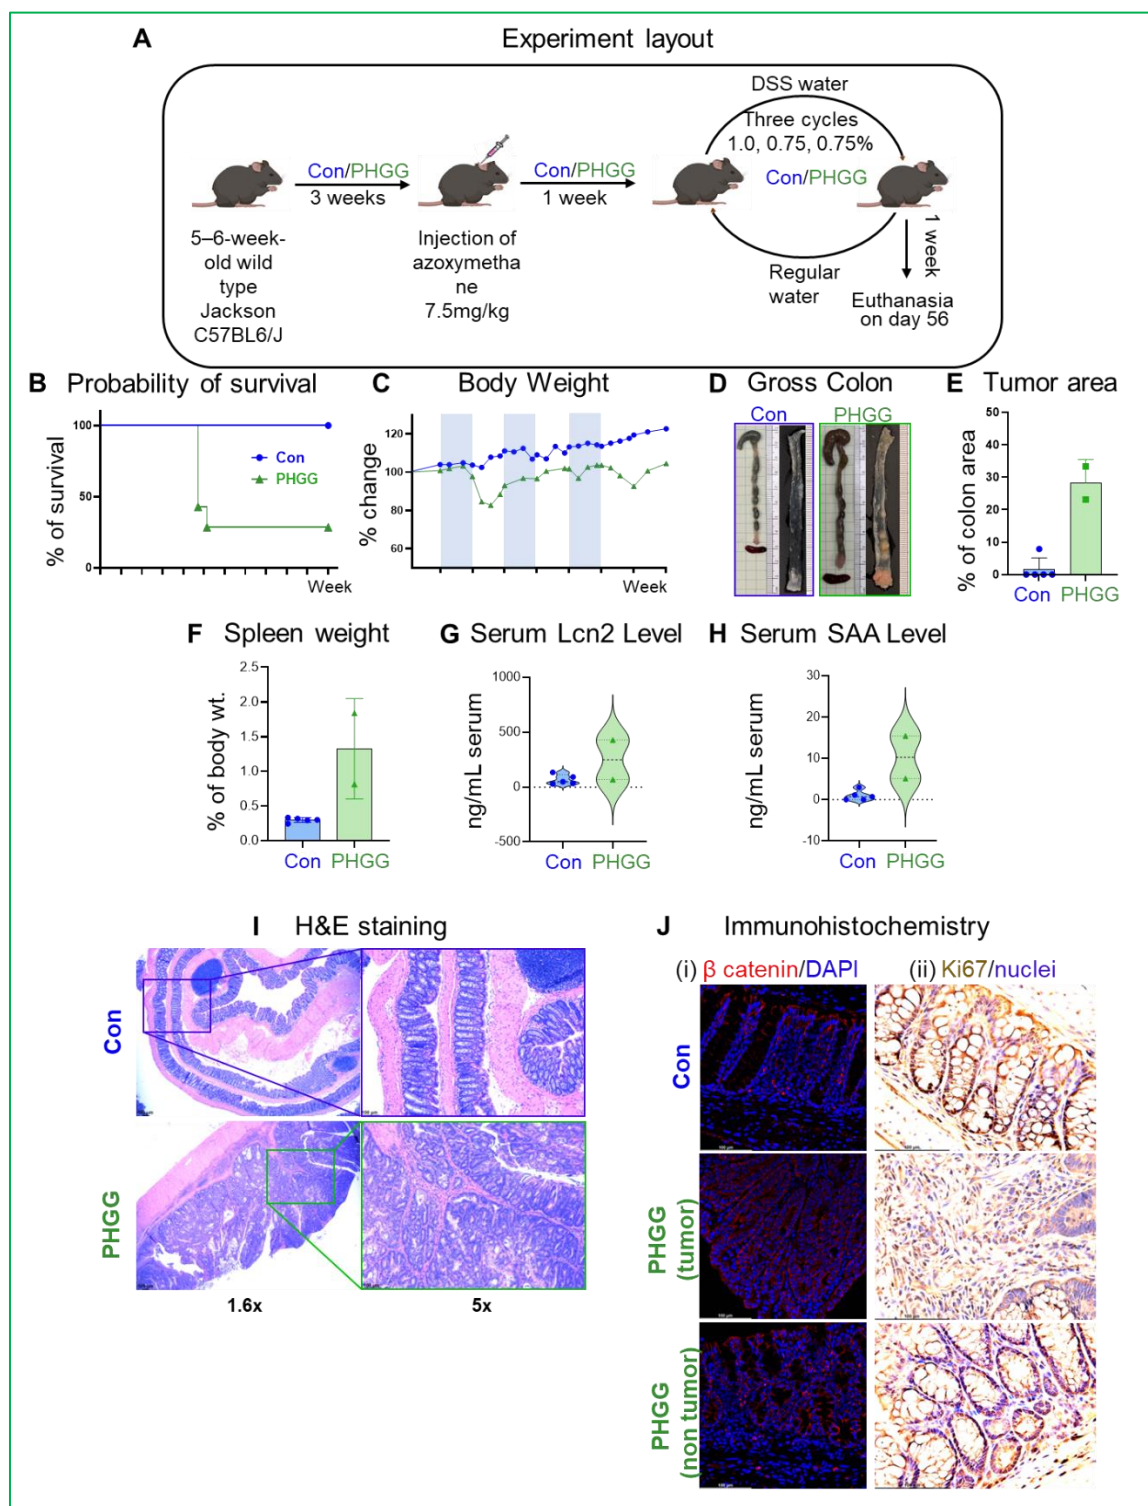 A Experiment layout
DSS water
Three cycles
1.0, 0.75, 0.75%
Con/PHGG
3 weeks
Con/PHGG
1 week
Con/PHGG
5–6-week-
old wild
type
Jackson
C57BL6/J
Injection of
azoxymetha
ne
7.5mg/kg
Regular
water
1 week
Euthanasia
on day 56
B Probability of survival
% of survival
100
50
0
Con
PHGG
Week
C Body Weight
% change
120
100
80
60
Week
D Gross Colon
Con
PHGG
E Tumor area
% of colon area
50
40
30
20
10
0
Con
PHGG
F Spleen weight
% of body wt.
2.5
2.0
1.5
1.0
0.5
0.0
Con
PHGG
G Serum Lcn2 Level
ng/mL serum
1000
500
0
-500
Con
PHGG
H Serum SAA Level
ng/mL serum
30
20
10
0
-10
Con
PHGG
I H&E staining
Con
PHGG
1.6x
5x
J Immunohistochemistry
(i) β catenin/DAPI
(ii) Ki67/nuclei
Con
PHGG
(tumor)
PHGG
(non tumor)